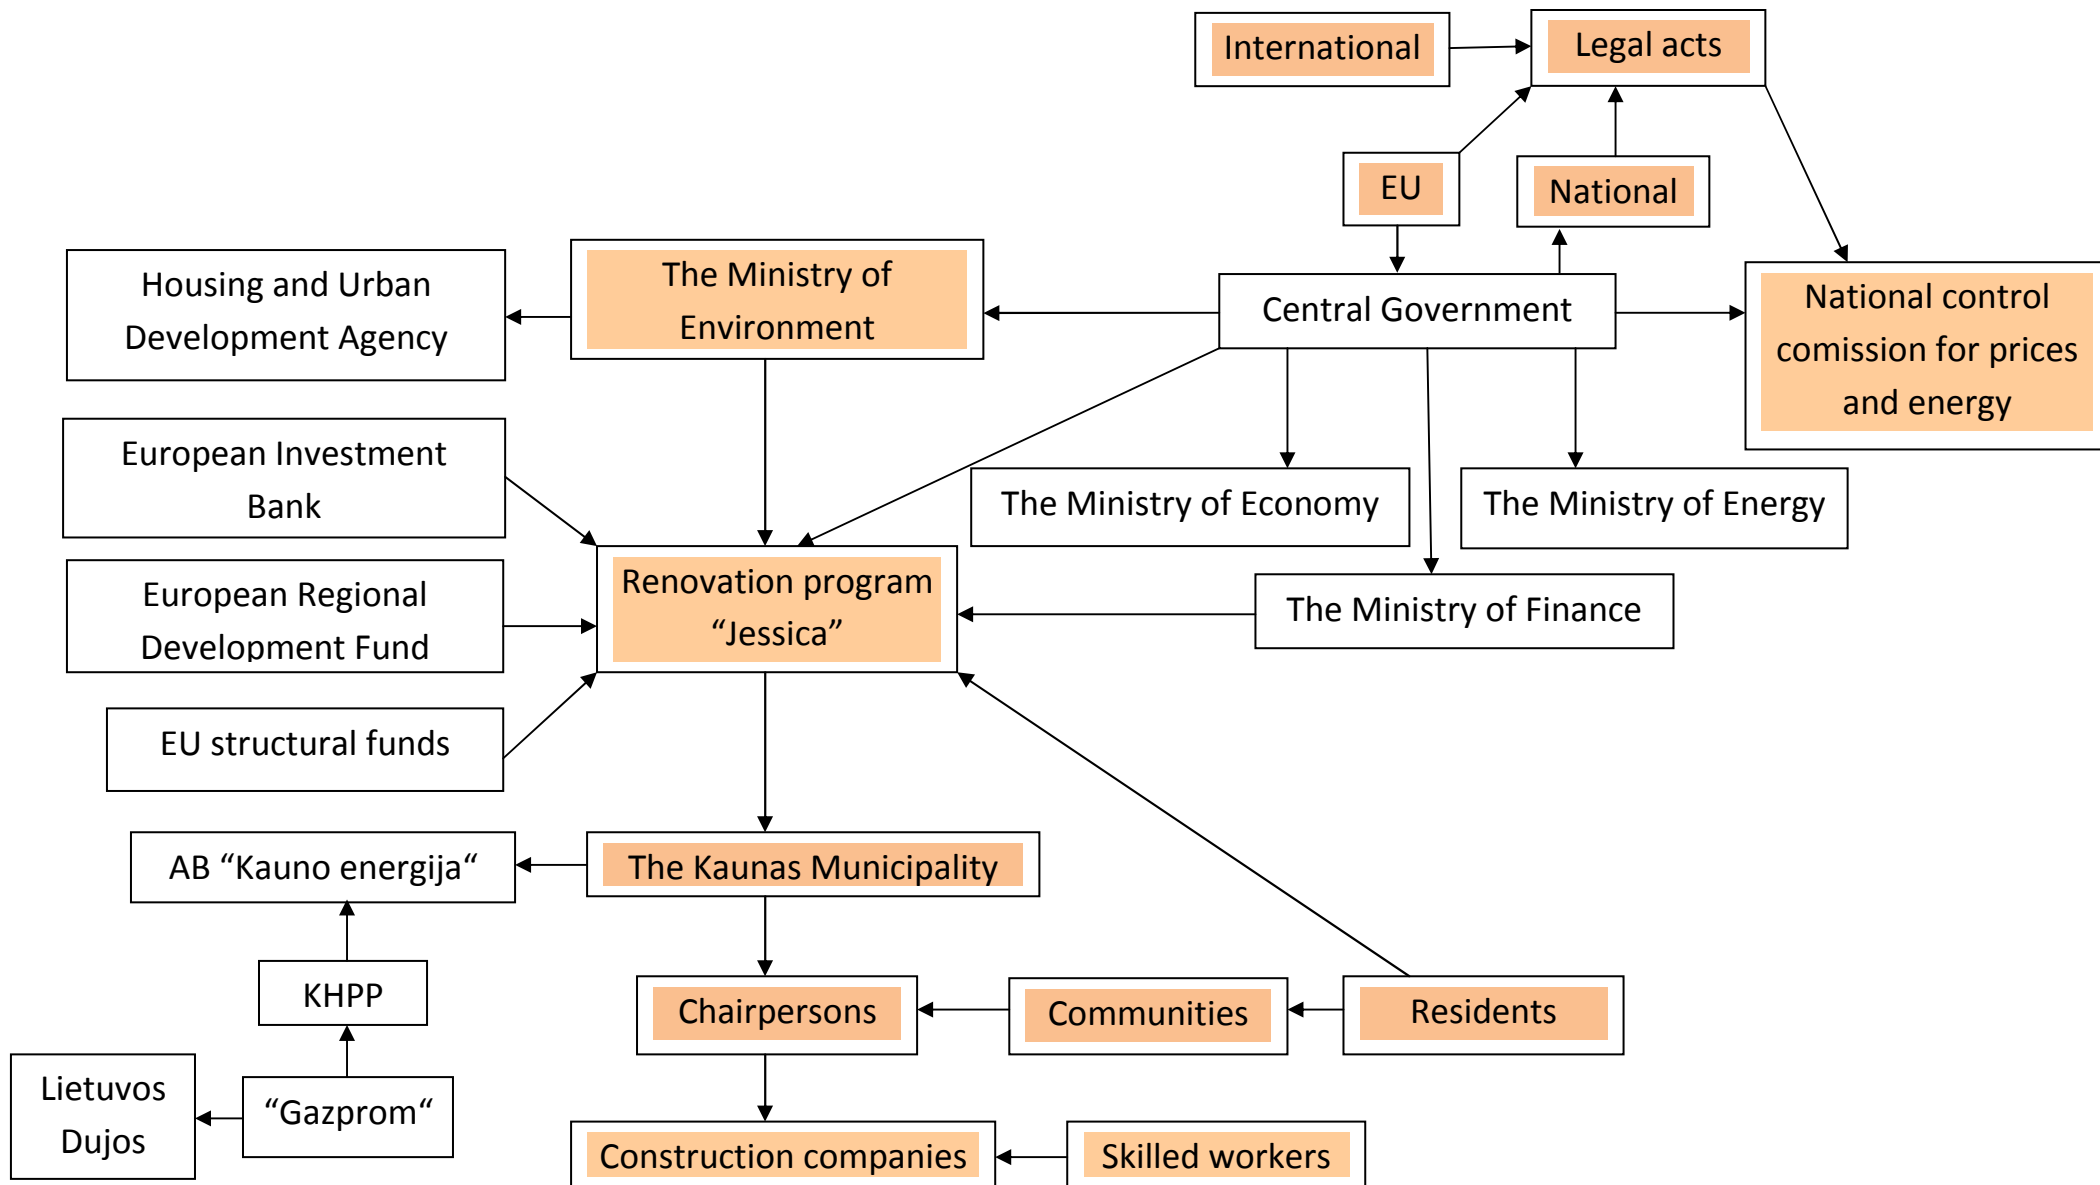 International
Legal acts
EU
National
Housing and Urban
Development Agency
The Ministry of
Environment
Central Government
National control
comission for prices
and energy
European Investment
Bank
The Ministry of Economy
The Ministry of Energy
European Regional
Development Fund
Renovation program
“Jessica”
The Ministry of Finance
EU structural funds
AB “Kauno energija“
The Kaunas Municipality
KHPP
Chairpersons
Communities
Residents
Lietuvos
Dujos
“Gazprom“
Construction companies
Skilled workers